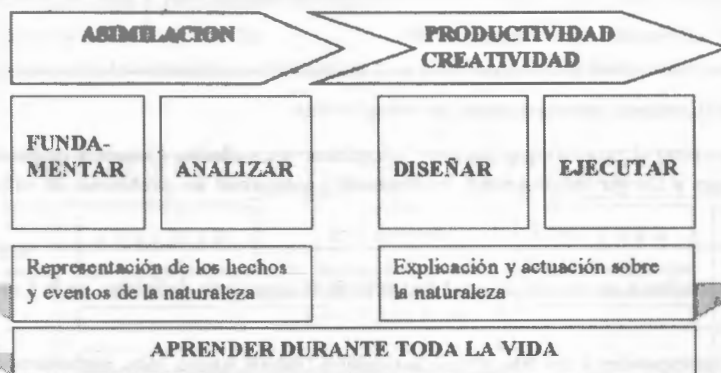 ASIMILACION
PRODUCTIVIDAD
CREATIVIDAD
FUNDA-
MENTAR
ANALIZAR
DISEÑAR
EJECUTAR
Representación de los hechos
y eventos de la naturaleza
Explicación y actuación sobre
la naturaleza
APRENDER DURANTE TODA LA VIDA